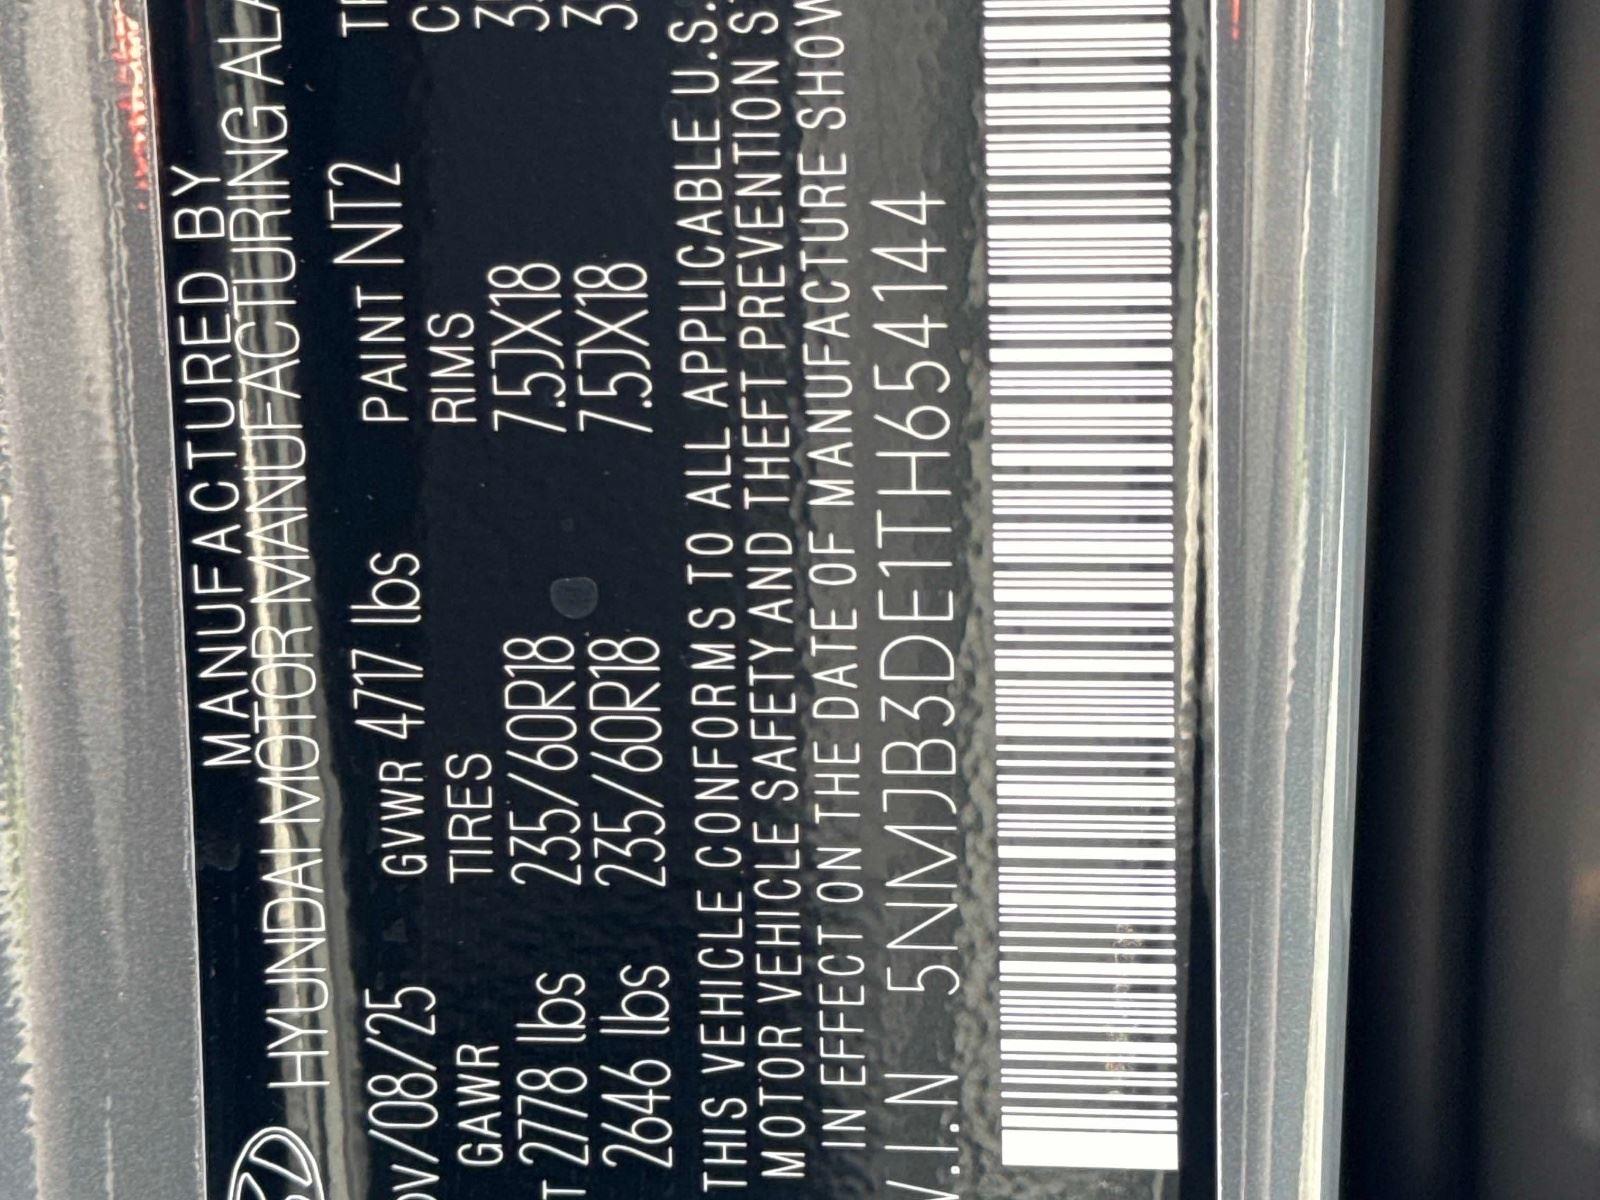 MANUFACTURED BY
HYUNDAI MOTOR MANUFACTURING ALA
OV/08/25 GVWR 4717 lbs PAINT NT2
GAWR TIRES RIMS
2778 lbs 235/60R18 7.5JX18
2646 lbs 235/60R18 7.5JX18
THIS VEHICLE CONFORMS TO ALL APPLICABLE U.S.
MOTOR VEHICLE SAFETY AND THEFT PREVENTION
IN EFFECT ON THE DATE OF MANUFACTURE SHOW
V.I.N 5NMJB3DE1TH654144